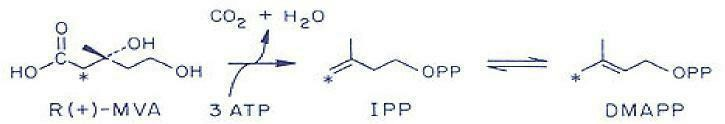 CO2 + H2O
O
HO
*
OH
OH
R(+)-MVA
3 ATP
*
OPP
IPP
*
OPP
DMAPP